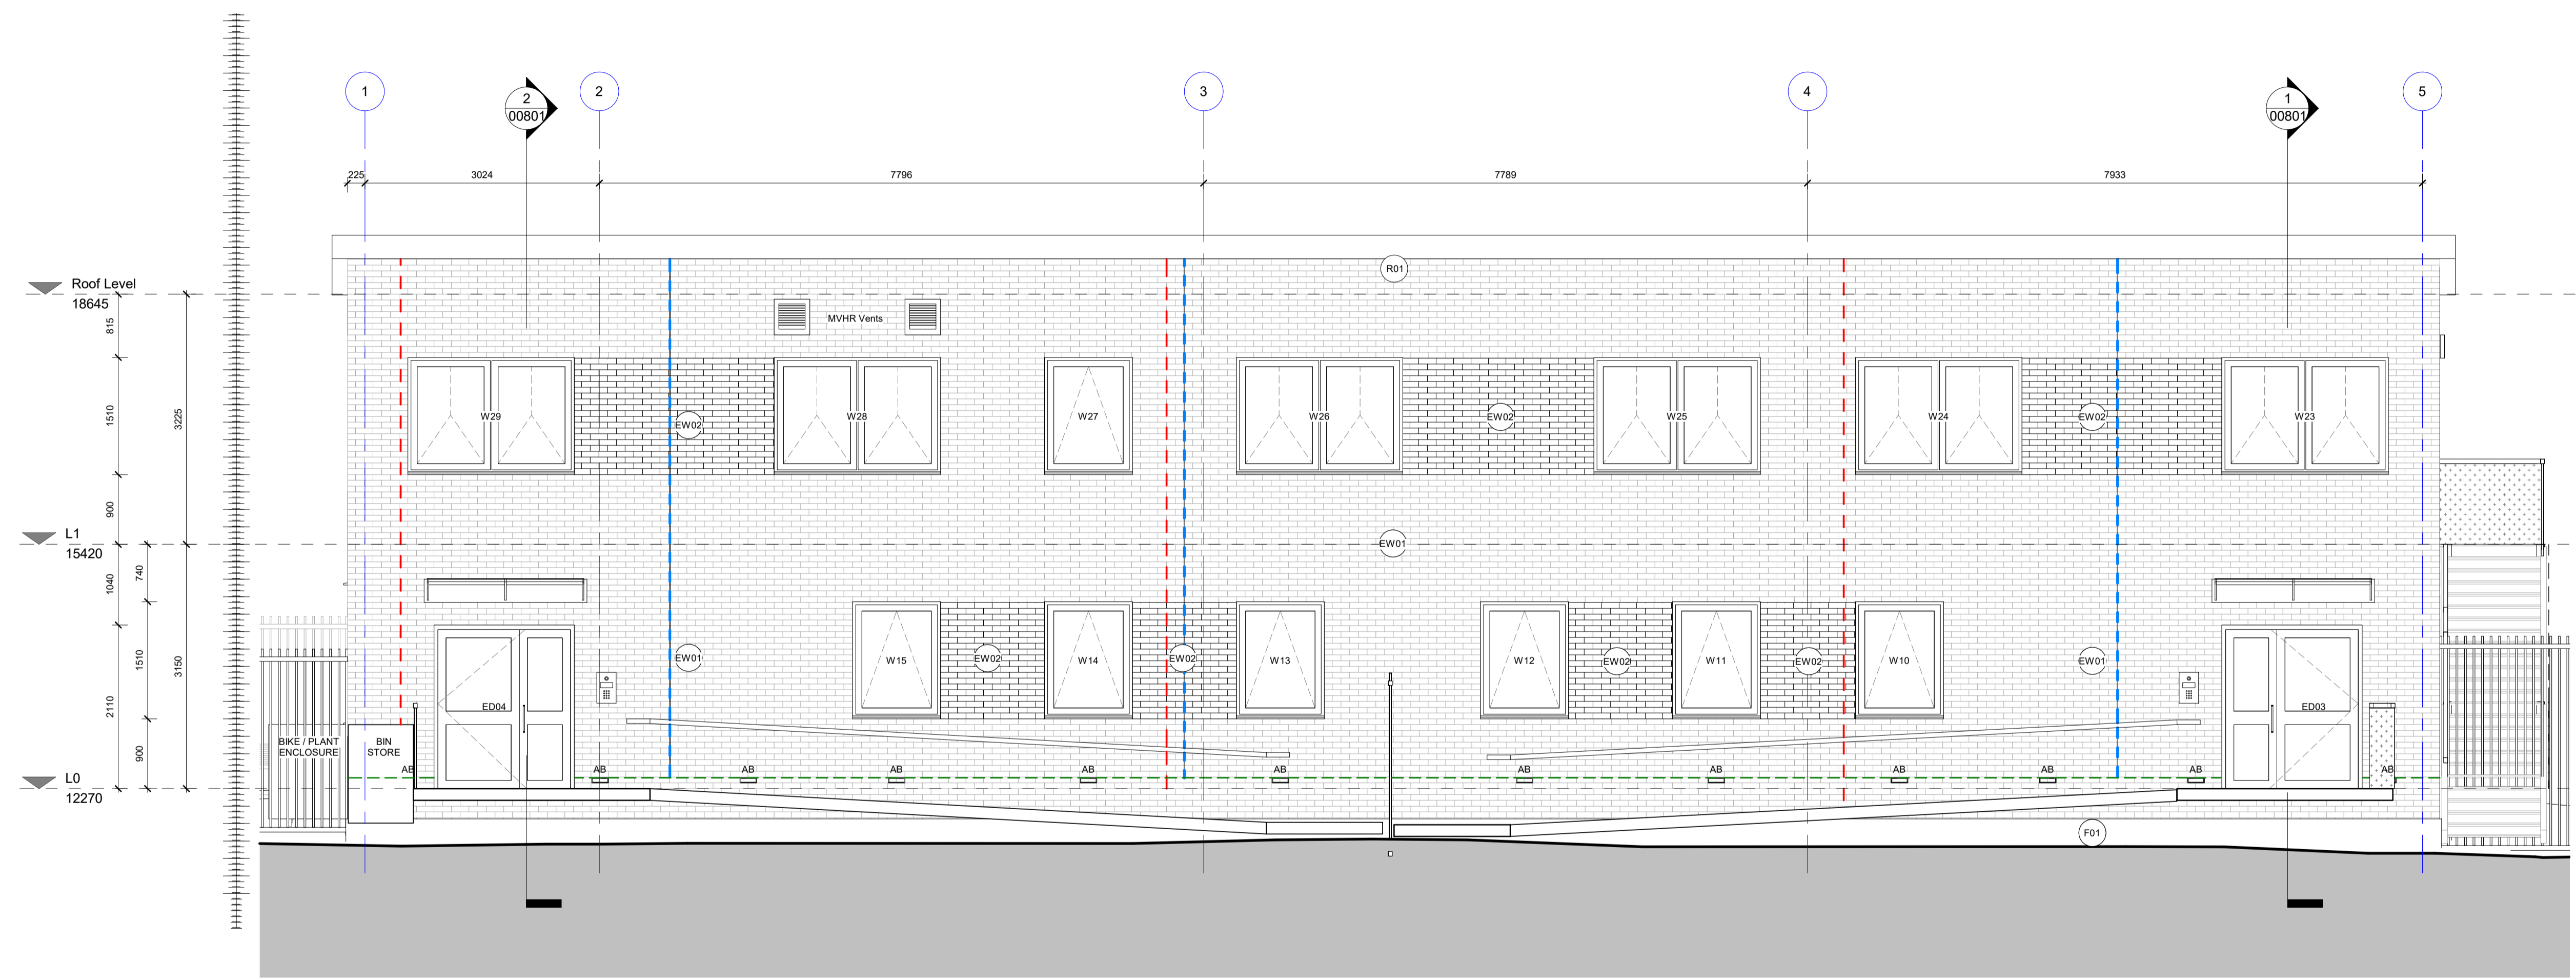 1
2
00801
2
3
4
1
00801
5
225
3024
7796
7789
7933
Roof Level
18645
R01
815
MVHR Vents
1510
3225
W29
EW02
W28
W27
W26
EW02
W25
W24
EW02
W23
900
L1
15420
EW01
1040
740
W15
EW02
W14
EW02
W13
W12
EW02
W11
EW02
W10
EW01
EW01
1510
3150
2110
ED04
ED03
BIKE / PLANT
ENCLOSURE
BIN
STORE
900
AB
AB
AB
AB
AB
AB
AB
AB
AB
AB
AB
AB
L0
12270
F01